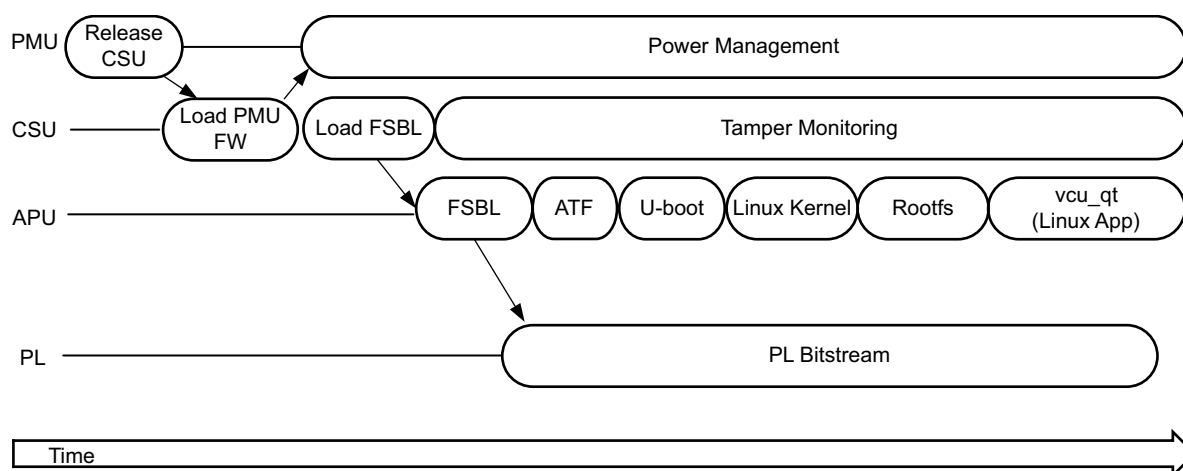 PMU
Release
CSU
Power Management
CSU
Load PMU
FW
Load FSBL
Tamper Monitoring
APU
FSBL
ATF
U-boot
Linux Kernel
Rootfs
vcu_qt
(Linux App)
PL
PL Bitstream
Time